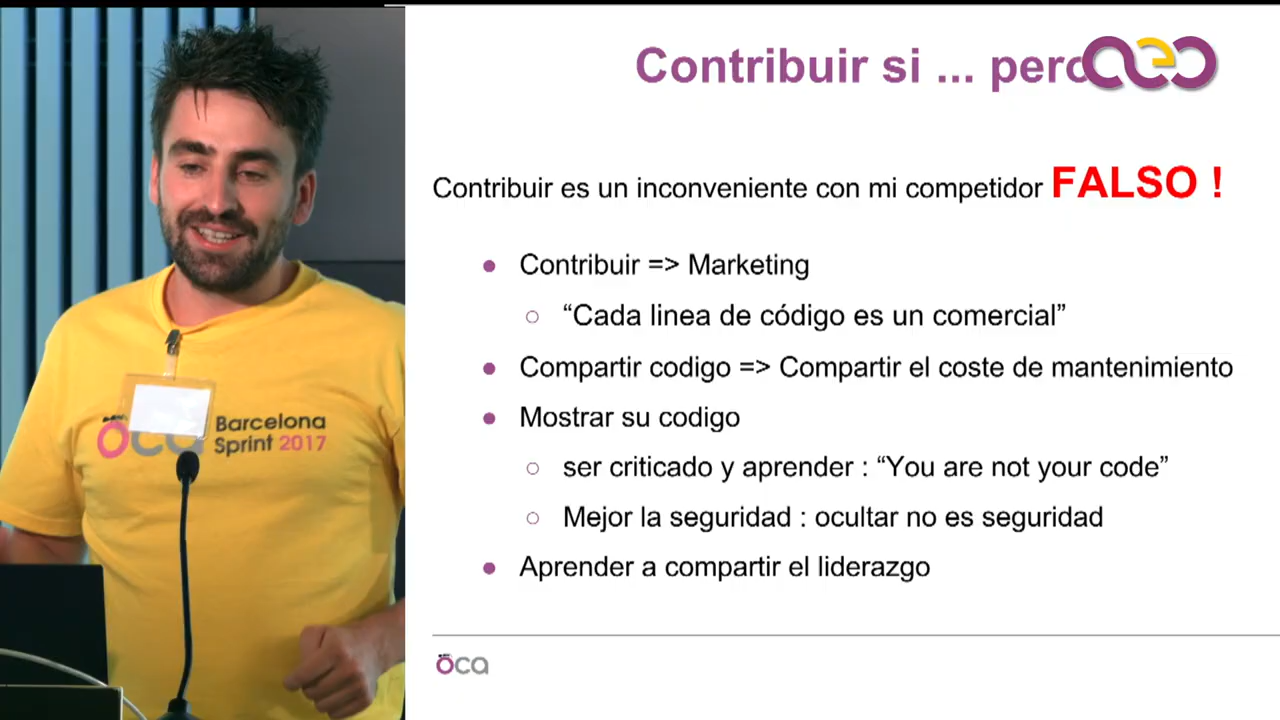 Contribuir si ... pero
aeo
Contribuir es un inconveniente con mi competidor FALSO !
Contribuir => Marketing
“Cada linea de código es un comercial”
Compartir codigo => Compartir el coste de mantenimiento
Mostrar su codigo
ser criticado y aprender : “You are not your code”
Mejor la seguridad : ocultar no es seguridad
Aprender a compartir el liderazgo
oca
oca Barcelona
Sprint 2017